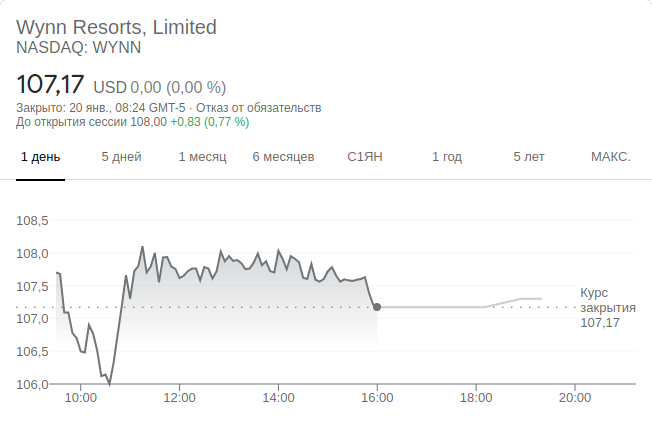 Wynn Resorts, Limited
NASDAQ: WYNN
107,17 USD 0,00 (0,00 %)
Закрыто: 20 янв., 08:24 GMT-5 · Отказ от обязательств
До открытия сессии 108,00 +0,83 (0,77 %)
1 день 5 дней 1 месяц 6 месяцев С1ЯН 1 год 5 лет МАКС.
108,5
108,0
107,5
107,0
106,5
106,0
Курс
закрытия
107,17
10:00 12:00 14:00 16:00 18:00 20:00